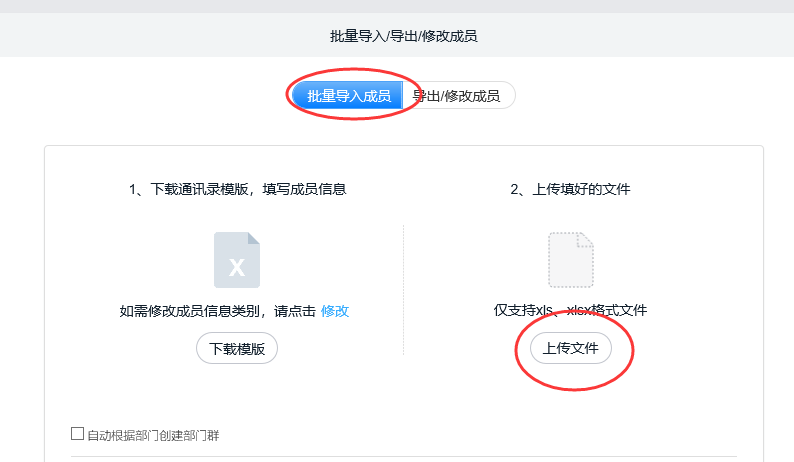 批量导入/导出/修改成员
批量导入成员 导出/修改成员
1、下载通讯录模版，填写成员信息
2、上传填好的文件
X
如需修改成员信息类别，请点击 修改
仅支持xls、xlsx格式文件
下载模版
上传文件
自动根据部门创建部门群